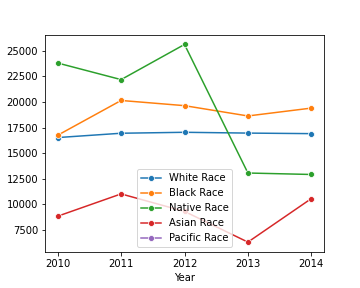 25000
22500
20000
17500
15000
12500
10000
7500
White Race
Black Race
Native Race
Asian Race
Pacific Race
2010 2011 2012 2013 2014
Year